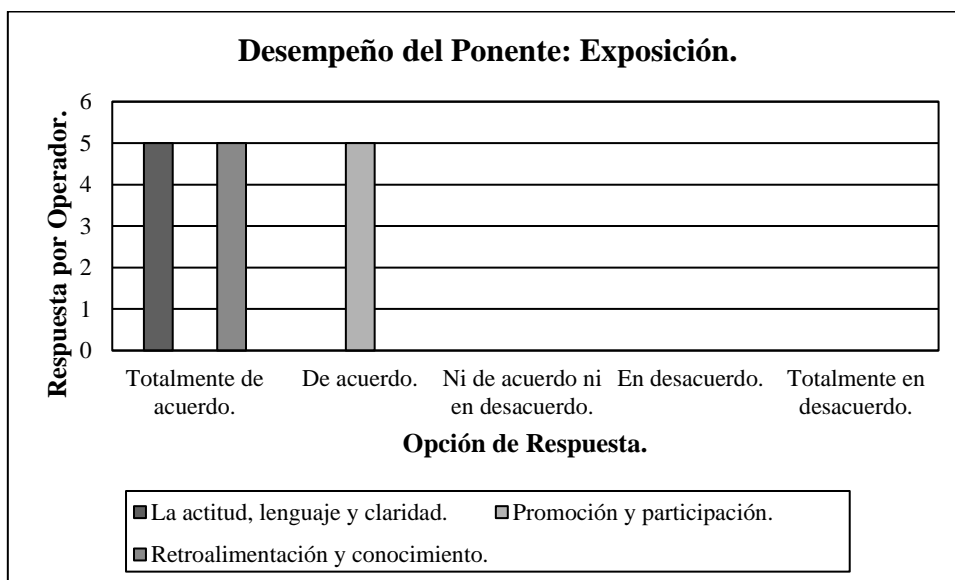 Desempeño del Ponente: Exposición.
Respuesta por Operador.
6
5
4
3
2
1
0
Totalmente de
acuerdo.
De acuerdo.
Ni de acuerdo ni
en desacuerdo.
En desacuerdo.
Totalmente en
desacuerdo.
Opción de Respuesta.
La actitud, lenguaje y claridad.
Promoción y participación.
Retroalimentación y conocimiento.